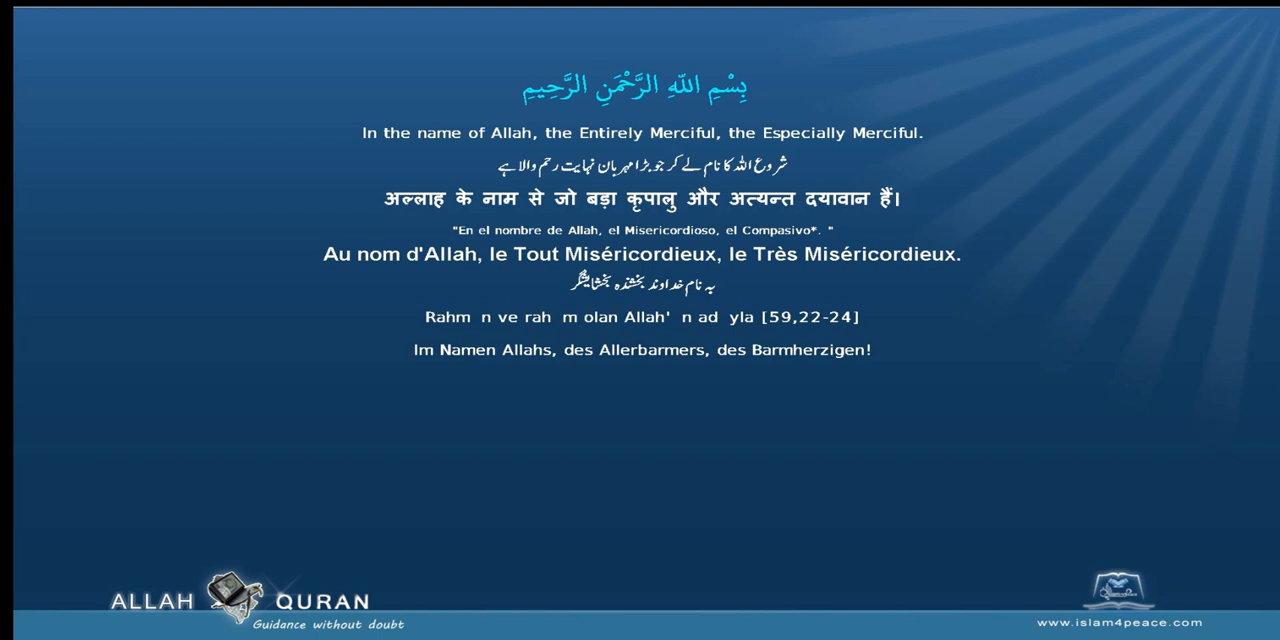 بِسْمِ اللّٰهِ الرَّحْمَٰنِ الرَّحِيمِ
In the name of Allah, the Entirely Merciful, the Especially Merciful.
شروع الله کا نام لے کر جو بڑا مہربان نہایت رحم والا ہے
अल्लाह के नाम से जो बड़ा कृपालु और अत्यन्त दयावान हैं।
"En el nombre de Allah, el Misericordioso, el Compasivo*. "
Au nom d'Allah, le Tout Miséricordieux, le Très Miséricordieux.
به نام خداوند بخشنده بخشایشگر
Rahm n ve rah m olan Allah' n ad yla [59,22-24]
Im Namen Allahs, des Allerbarmers, des Barmherzigen!
ALLAH QURAN
Guidance without doubt
www.islam4peace.com